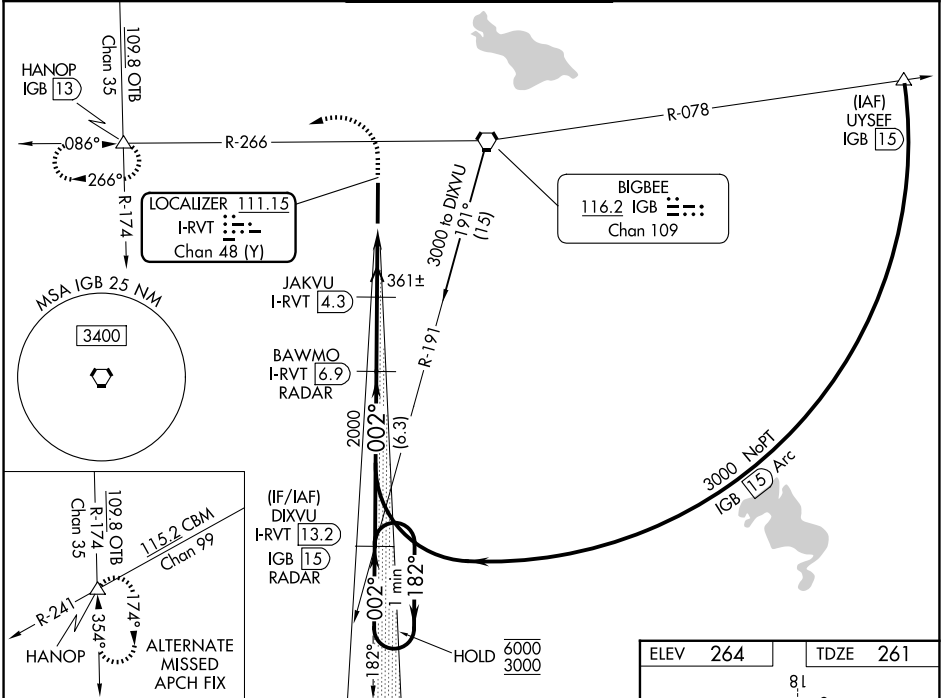 109.8 OTB
Chan 35
HANOP
IGB 13
086°
266°
R-174
R-266
R-078
(IAF)
UYSEF
IGB 15
LOCALIZER 111.15
I-RVT
Chan 48 (Y)
BIGBEE
116.2 IGB
Chan 109
3000 to DIXVU
191°
(15)
R-191
MSA IGB 25 NM
3400
JAKVU
I-RVT 4.3
361±
BAWMO
I-RVT 6.9
RADAR
2000
002°
(6.3)
3000 NoPT
IGB 15 Arc
(IF/IAF)
DIXVU
I-RVT 13.2
IGB 15
RADAR
002°
1 min
182°
182°
HOLD 6000
3000
109.8 OTB
R-174
Chan 35
115.2 CBM
Chan 99
R-241
354°
174°
HANOP
ALTERNATE
MISSED
APCH FIX
ELEV 264
TDZE 261
18